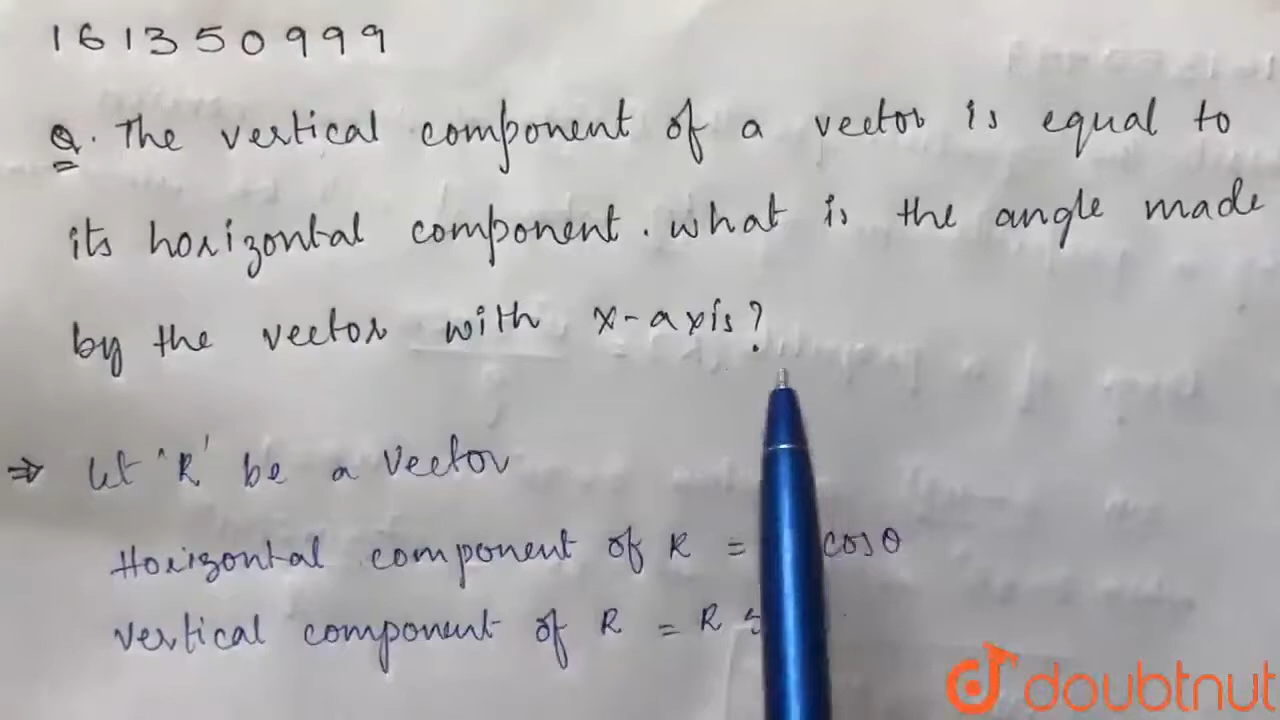 161350999
Q. The vertical component of a vector is equal to
its horizontal component. what is the angle made
by the vector with x-axis?
⇒ let 'R' be a vector
Horizontal component of R = cosθ
vertical component of R = R
doubtnut